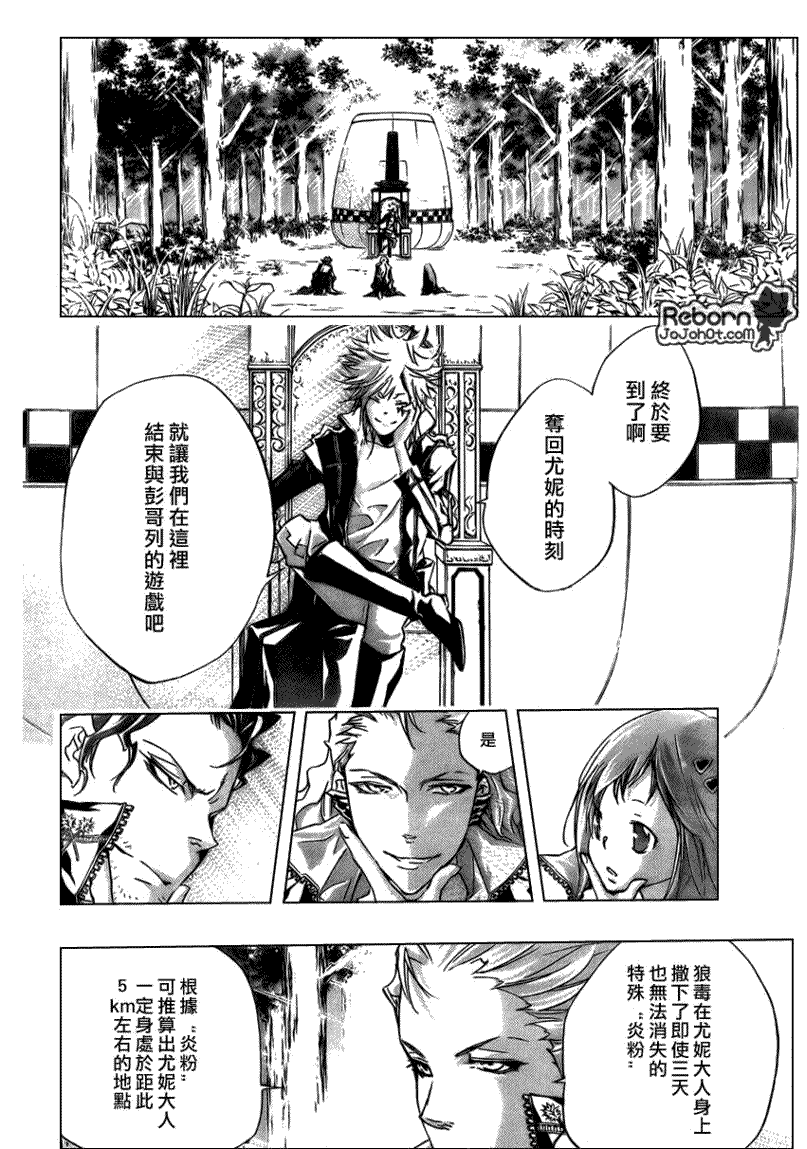 Reborn
JoJoHOt.com
終於要
到了啊
奪回尤妮的時刻
就讓我們在這裡
結束與彭哥列的遊戲吧
是
狼毒在尤妮大人身上
撒下了即使三天
也無法消失的
特殊“炎粉”
根據“炎粉”
可推算出尤妮大人
一定身處於距此
5km左右的地點